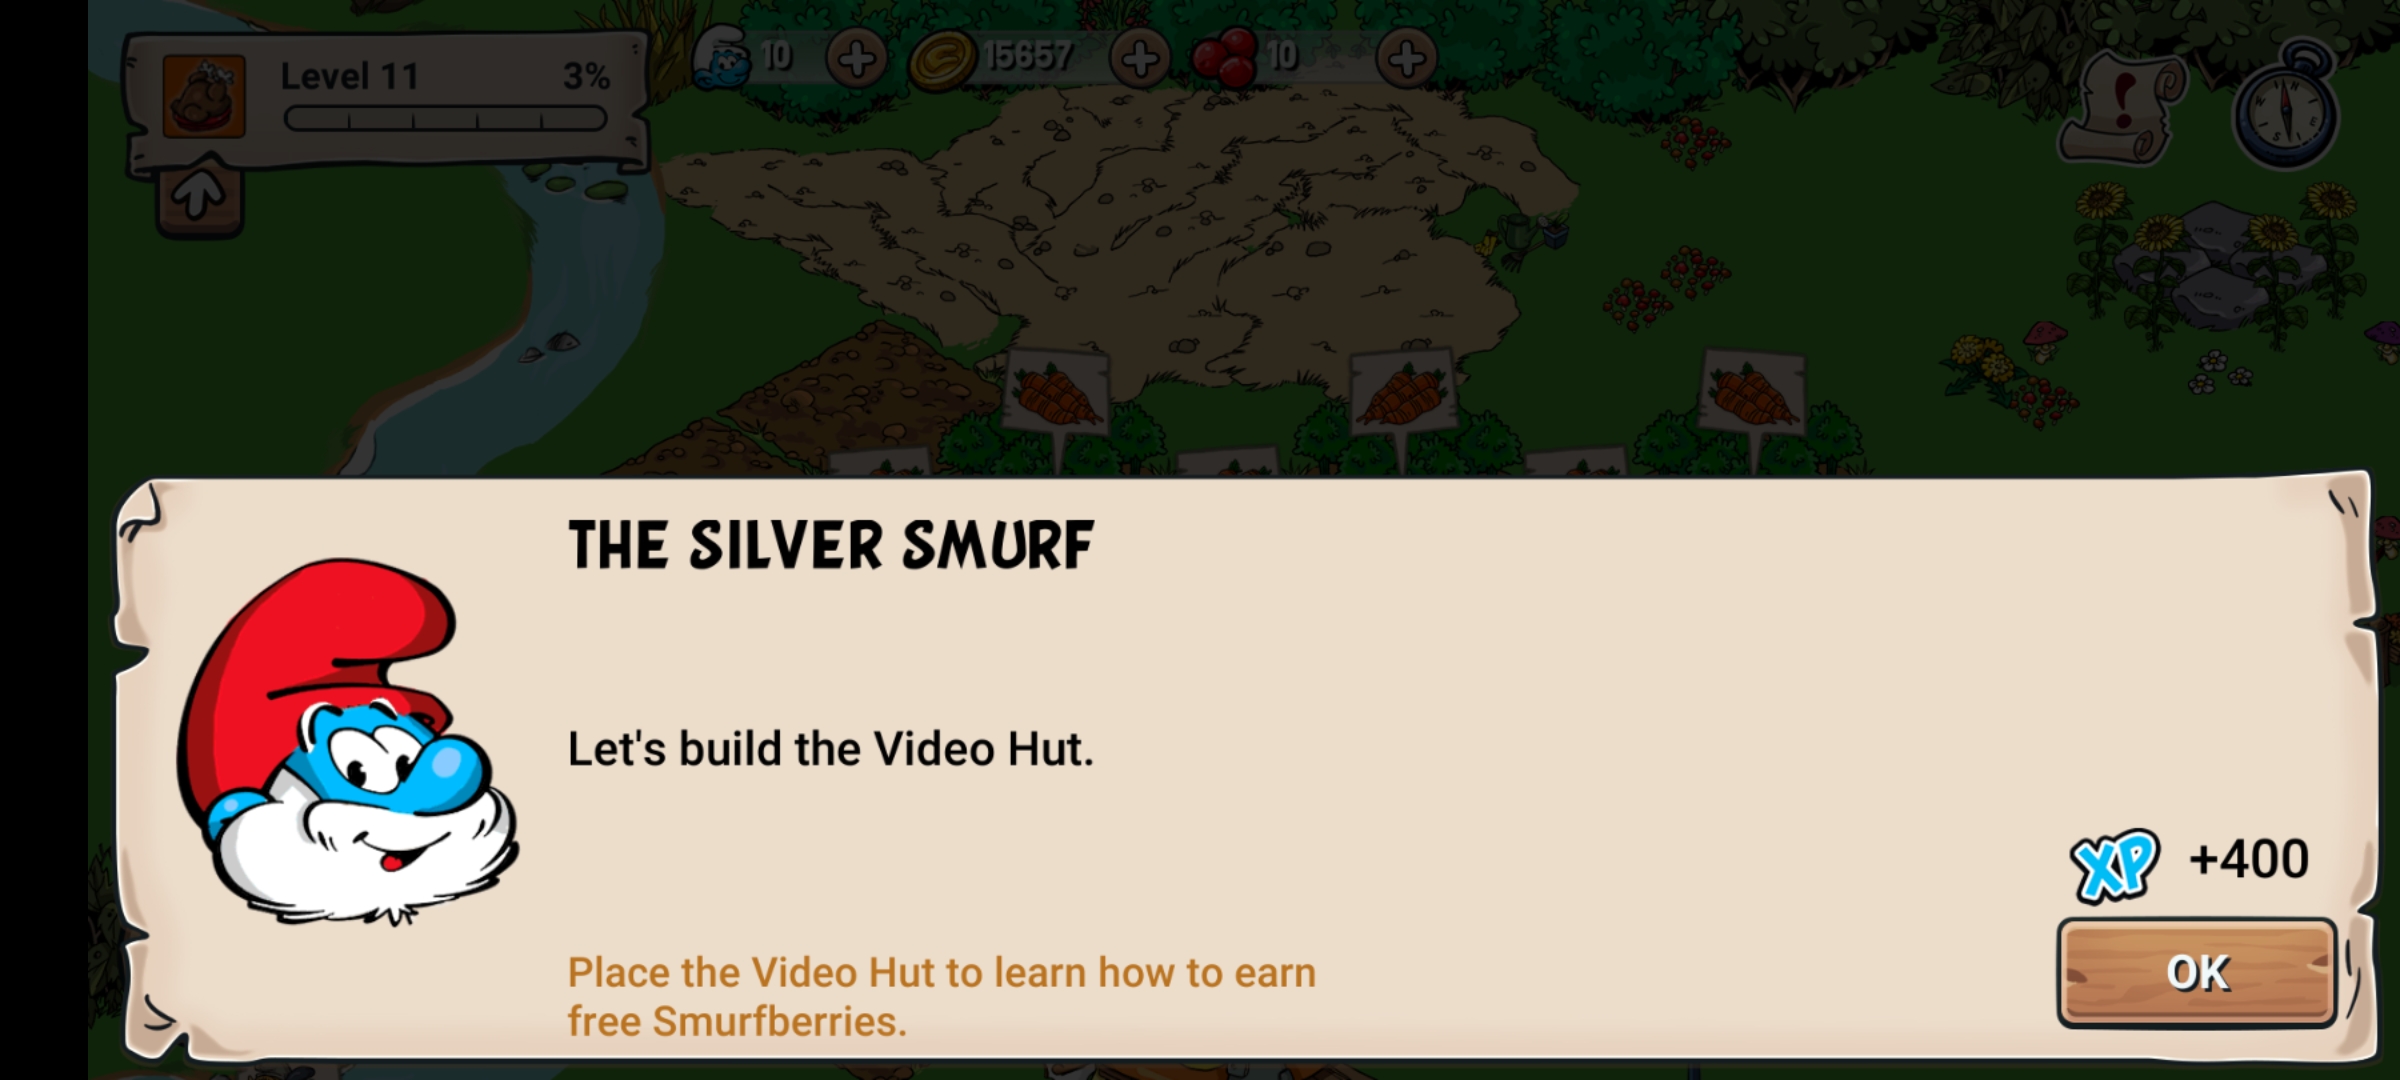 Level 11 3%
10 15657 10
THE SILVER SMURF
Let's build the Video Hut.
XP +400
Place the Video Hut to learn how to earn
free Smurfberries.
OK